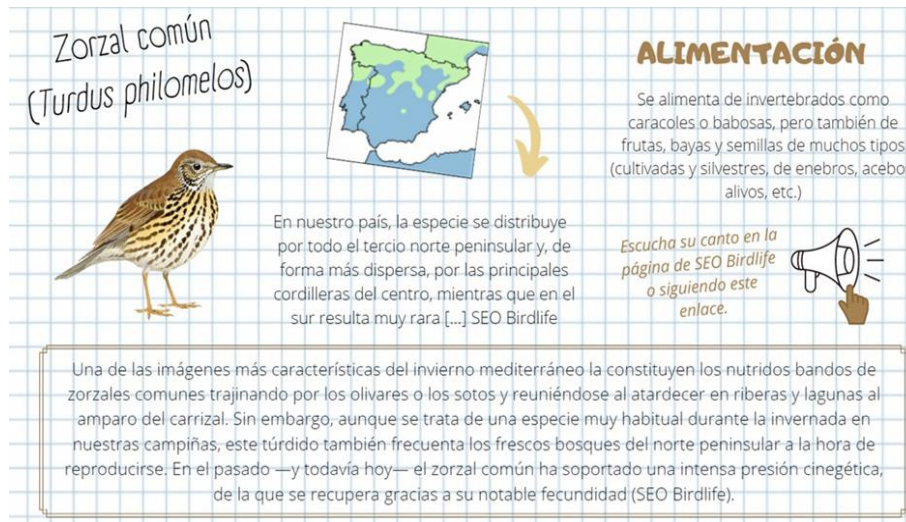 Zorzal común
(Turdus philomelos)
En nuestro país, la especie se distribuye
por todo el tercio norte peninsular y, de
forma más dispersa, por las principales
cordilleras del centro, mientras que en el
sur resulta muy rara [...] SEO Birdlife
ALIMENTACIÓN
Se alimenta de invertebrados como
caracoles o babosas, pero también de
frutas, bayas y semillas de muchos tipos
(cultivadas y silvestres, de enebros, acebo
alivos, etc.)
Escucha su canto en la
página de SEO Birdlife
o siguiendo este
enlace.
Una de las imágenes más características del invierno mediterráneo la constituyen los nutridos bandos de
zorzales comunes trajinando por los olivares o los sotos y reuniéndose al atardecer en riberas y lagunas al
amparo del carrizal. Sin embargo, aunque se trata de una especie muy habitual durante la invernada en
nuestras campiñas, este túrdido también frecuenta los frescos bosques del norte peninsular a la hora de
reproducirse. En el pasado —y todavía hoy— el zorzal común ha soportado una intensa presión cinegética,
de la que se recupera gracias a su notable fecundidad (SEO Birdlife).